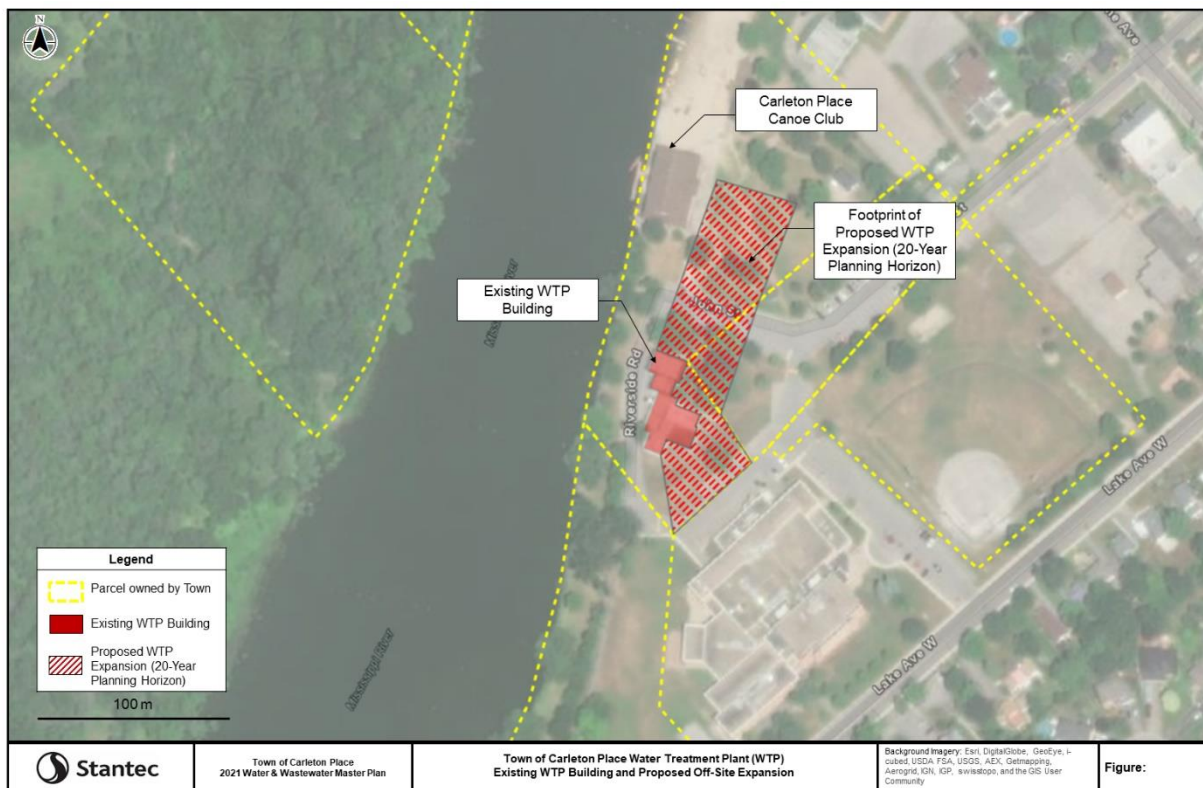 N
Carleton Place
Canoe Club
Footprint of
Proposed WTP
Expansion (20-Year
Planning Horizon)
Existing WTP
Building
Riverside Rd
Lake Ave W
Lake Ave W
Mississippi River
Legend
Parcel owned by Town
Existing WTP Building
Proposed WTP
Expansion (20-Year
Planning Horizon)
100 m
Stantec
Town of Carleton Place
2021 Water & Wastewater Master Plan
Town of Carleton Place Water Treatment Plant (WTP)
Existing WTP Building and Proposed Off-Site Expansion
Background Imagery: Esri, DigitalGlobe, GeoEye, i-
cubed, USDA FSA, USGS, AEX, Getmapping,
Aerogrid, IGN, IGP, swisstopo, and the GIS User
Community
Figure: